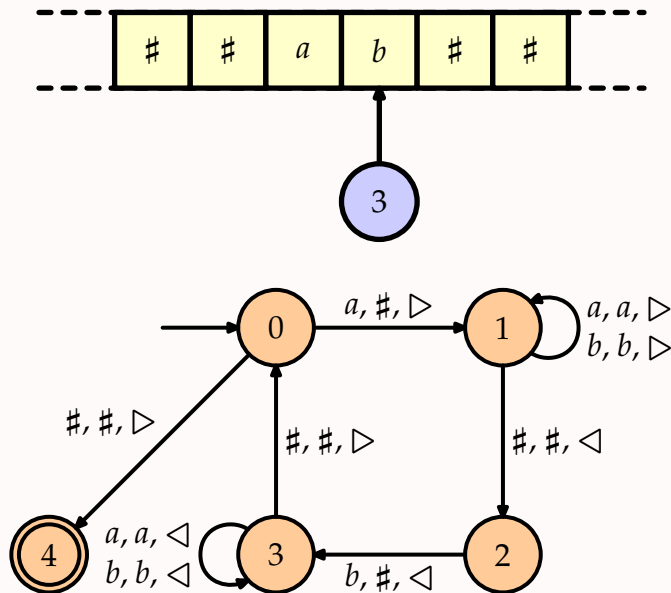 ♯ ♯ a b ♯ ♯
3
a, ♯, ▷
0
1
a, a, ▷
b, b, ▷
♯, ♯, ▷
♯, ♯, ▷
♯, ♯, ◁
a, a, ◁
b, b, ◁
4
3
b, ♯, ◁
2